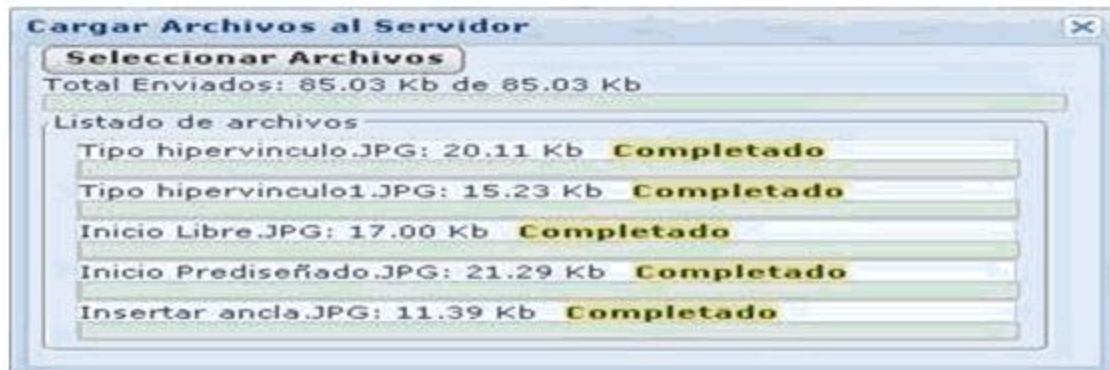 Cargar Archivos al Servidor
Seleccionar Archivos
Total Enviados: 85.03 Kb de 85.03 Kb
Listado de archivos
Tipo hipervinculo.JPG: 20.11 Kb Completado
Tipo hipervinculo1.JPG: 15.23 Kb Completado
Inicio Libre.JPG: 17.00 Kb Completado
Inicio Prediseñado.JPG: 21.29 Kb Completado
Insertar ancla.JPG: 11.39 Kb Completado